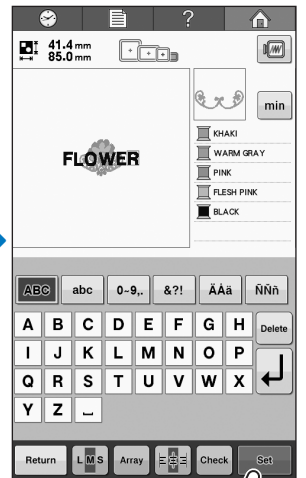 ?
41.4 mm
85.0 mm
min
FLOWER
KHAKI
WARM GRAY
PINK
FLESH PINK
BLACK
ABC abc 0~9,. &?! ÄÀä ÑÑñ
A B C D E F G H Delete
I J K L M N O P
Q R S T U V W X
Y Z
Return L M S Array Check Set